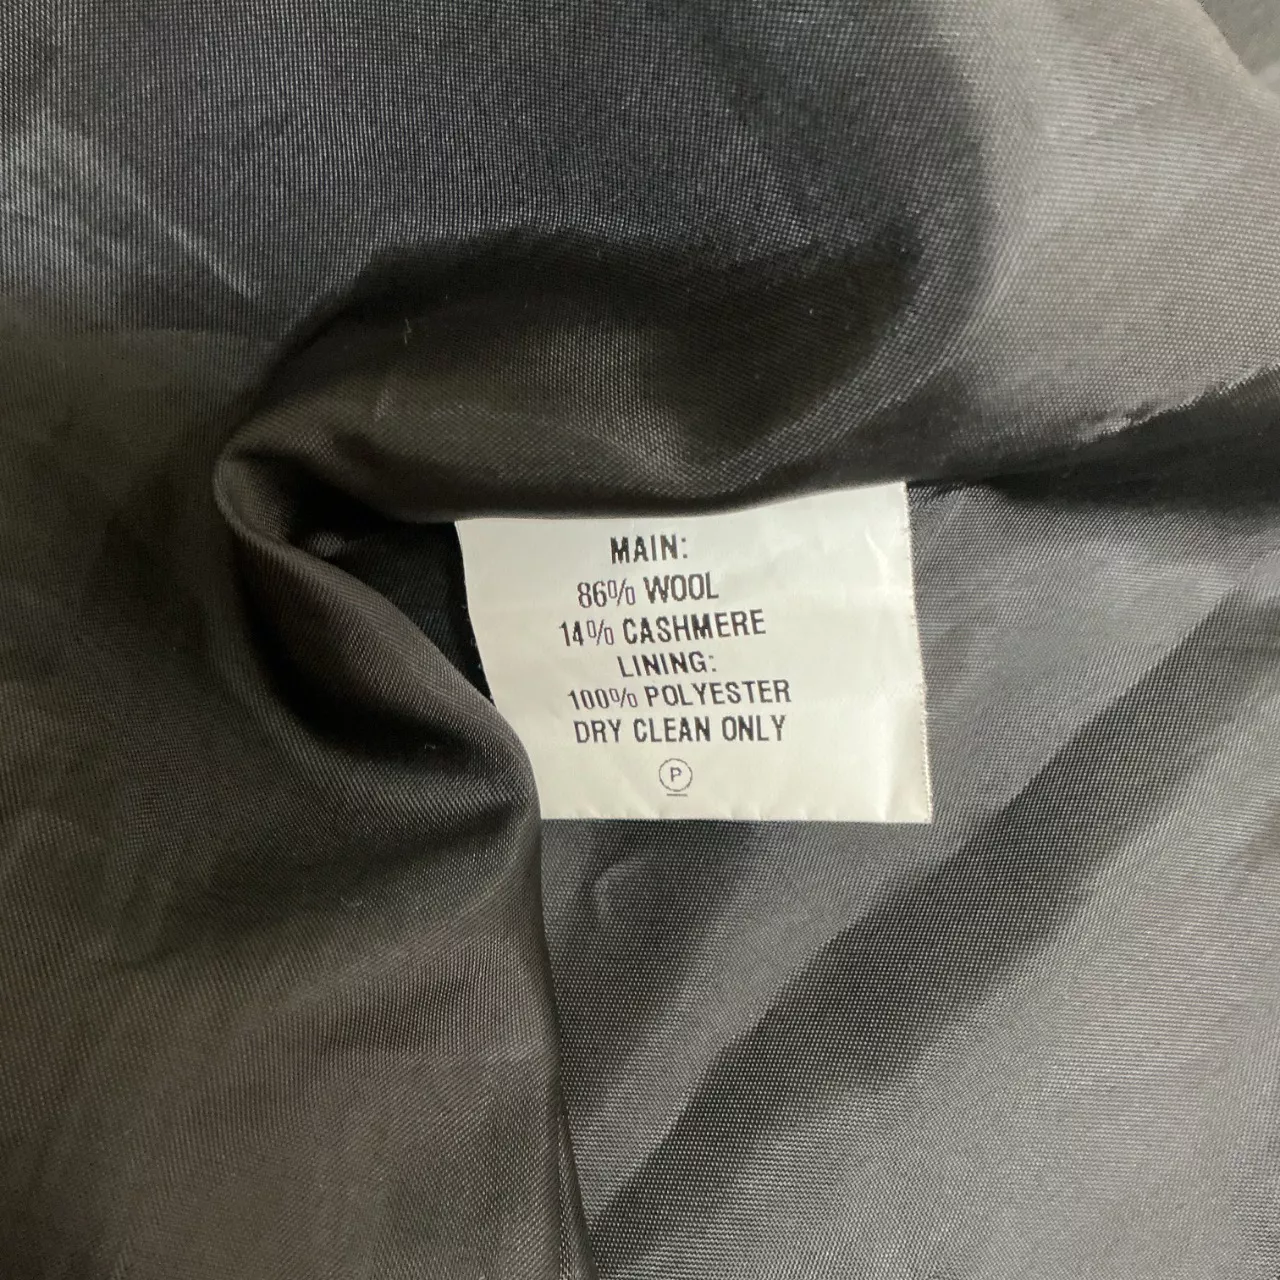 MAIN:
86% WOOL
14% CASHMERE
LINING:
100% POLYESTER
DRY CLEAN ONLY
P